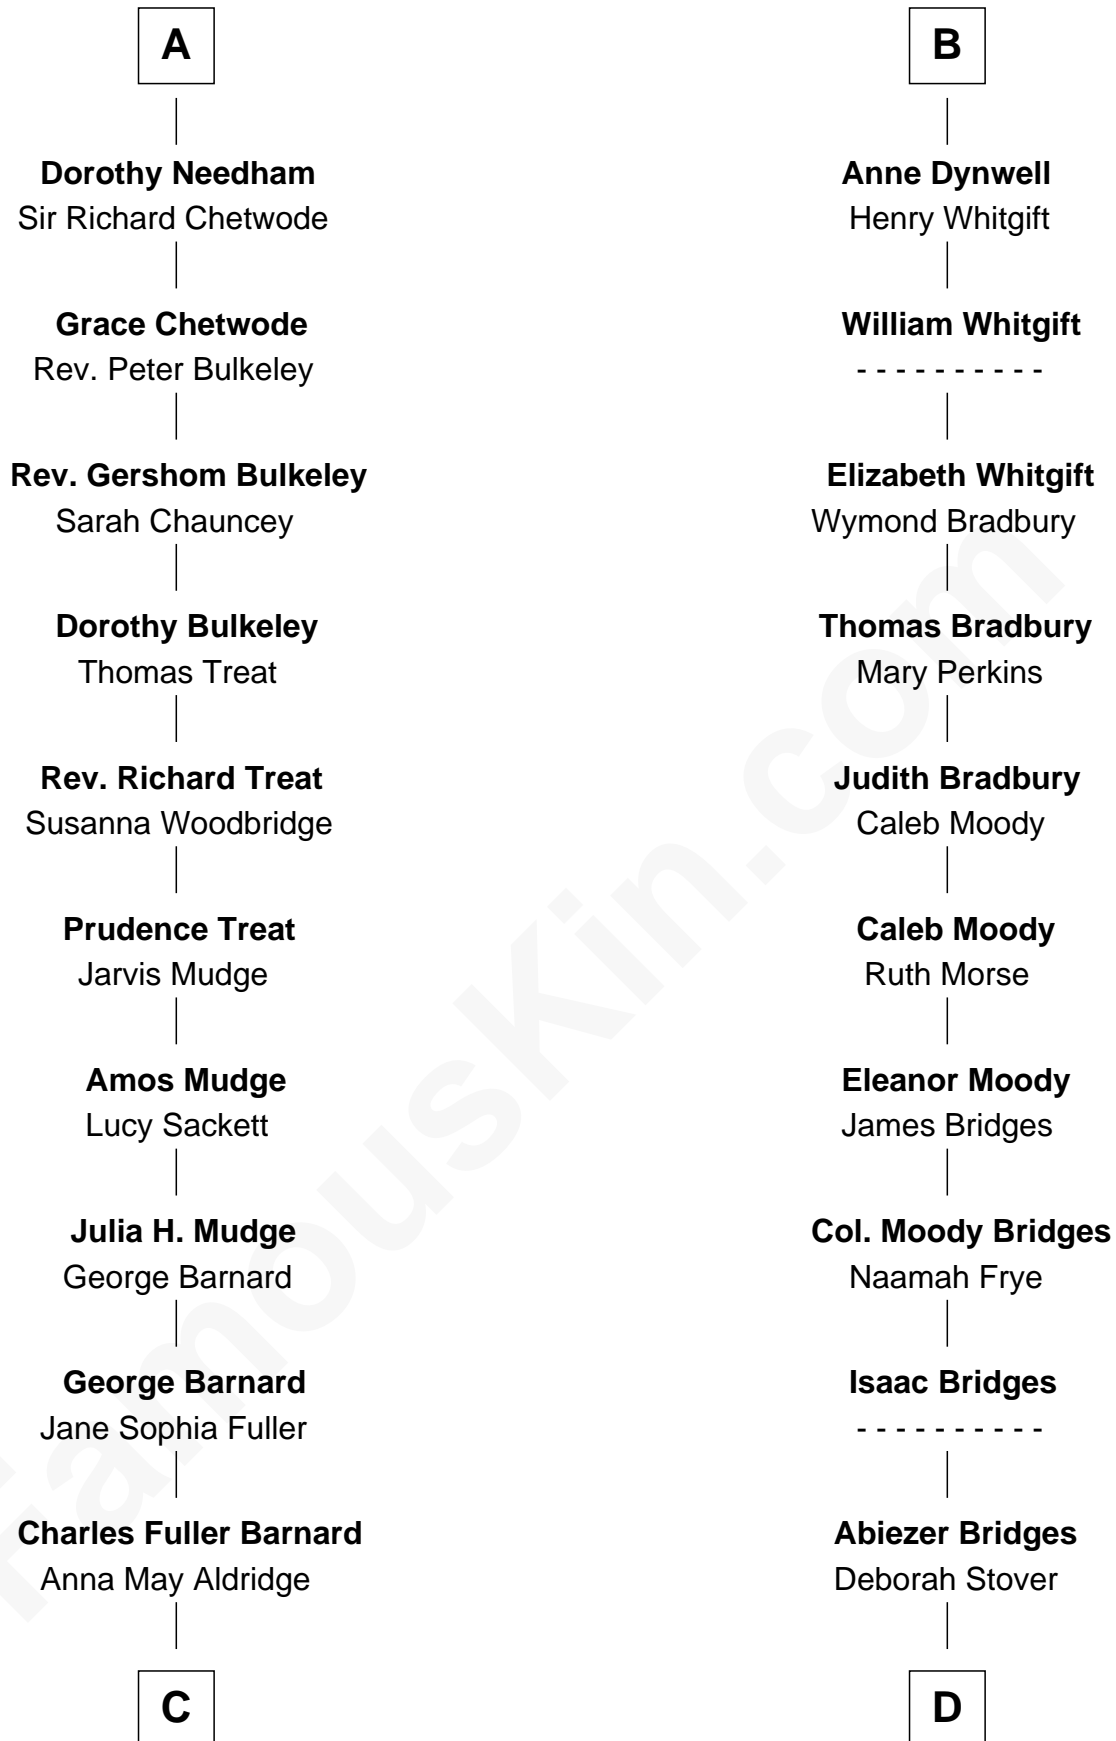 A
Dorothy Needham
Sir Richard Chetwode
Grace Chetwode
Rev. Peter Bulkeley
Rev. Gershom Bulkeley
Sarah Chauncey
Dorothy Bulkeley
Thomas Treat
Rev. Richard Treat
Susanna Woodbridge
Prudence Treat
Jarvis Mudge
Amos Mudge
Lucy Sackett
Julia H. Mudge
George Barnard
George Barnard
Jane Sophia Fuller
Charles Fuller Barnard
Anna May Aldridge
C
B
Anne Dynwell
Henry Whitgift
William Whitgift
- - - - - - - - - -
Elizabeth Whitgift
Wymond Bradbury
Thomas Bradbury
Mary Perkins
Judith Bradbury
Caleb Moody
Caleb Moody
Ruth Morse
Eleanor Moody
James Bridges
Col. Moody Bridges
Naamah Frye
Isaac Bridges
- - - - - - - - - -
Abiezer Bridges
Deborah Stover
D
FamousKin.com